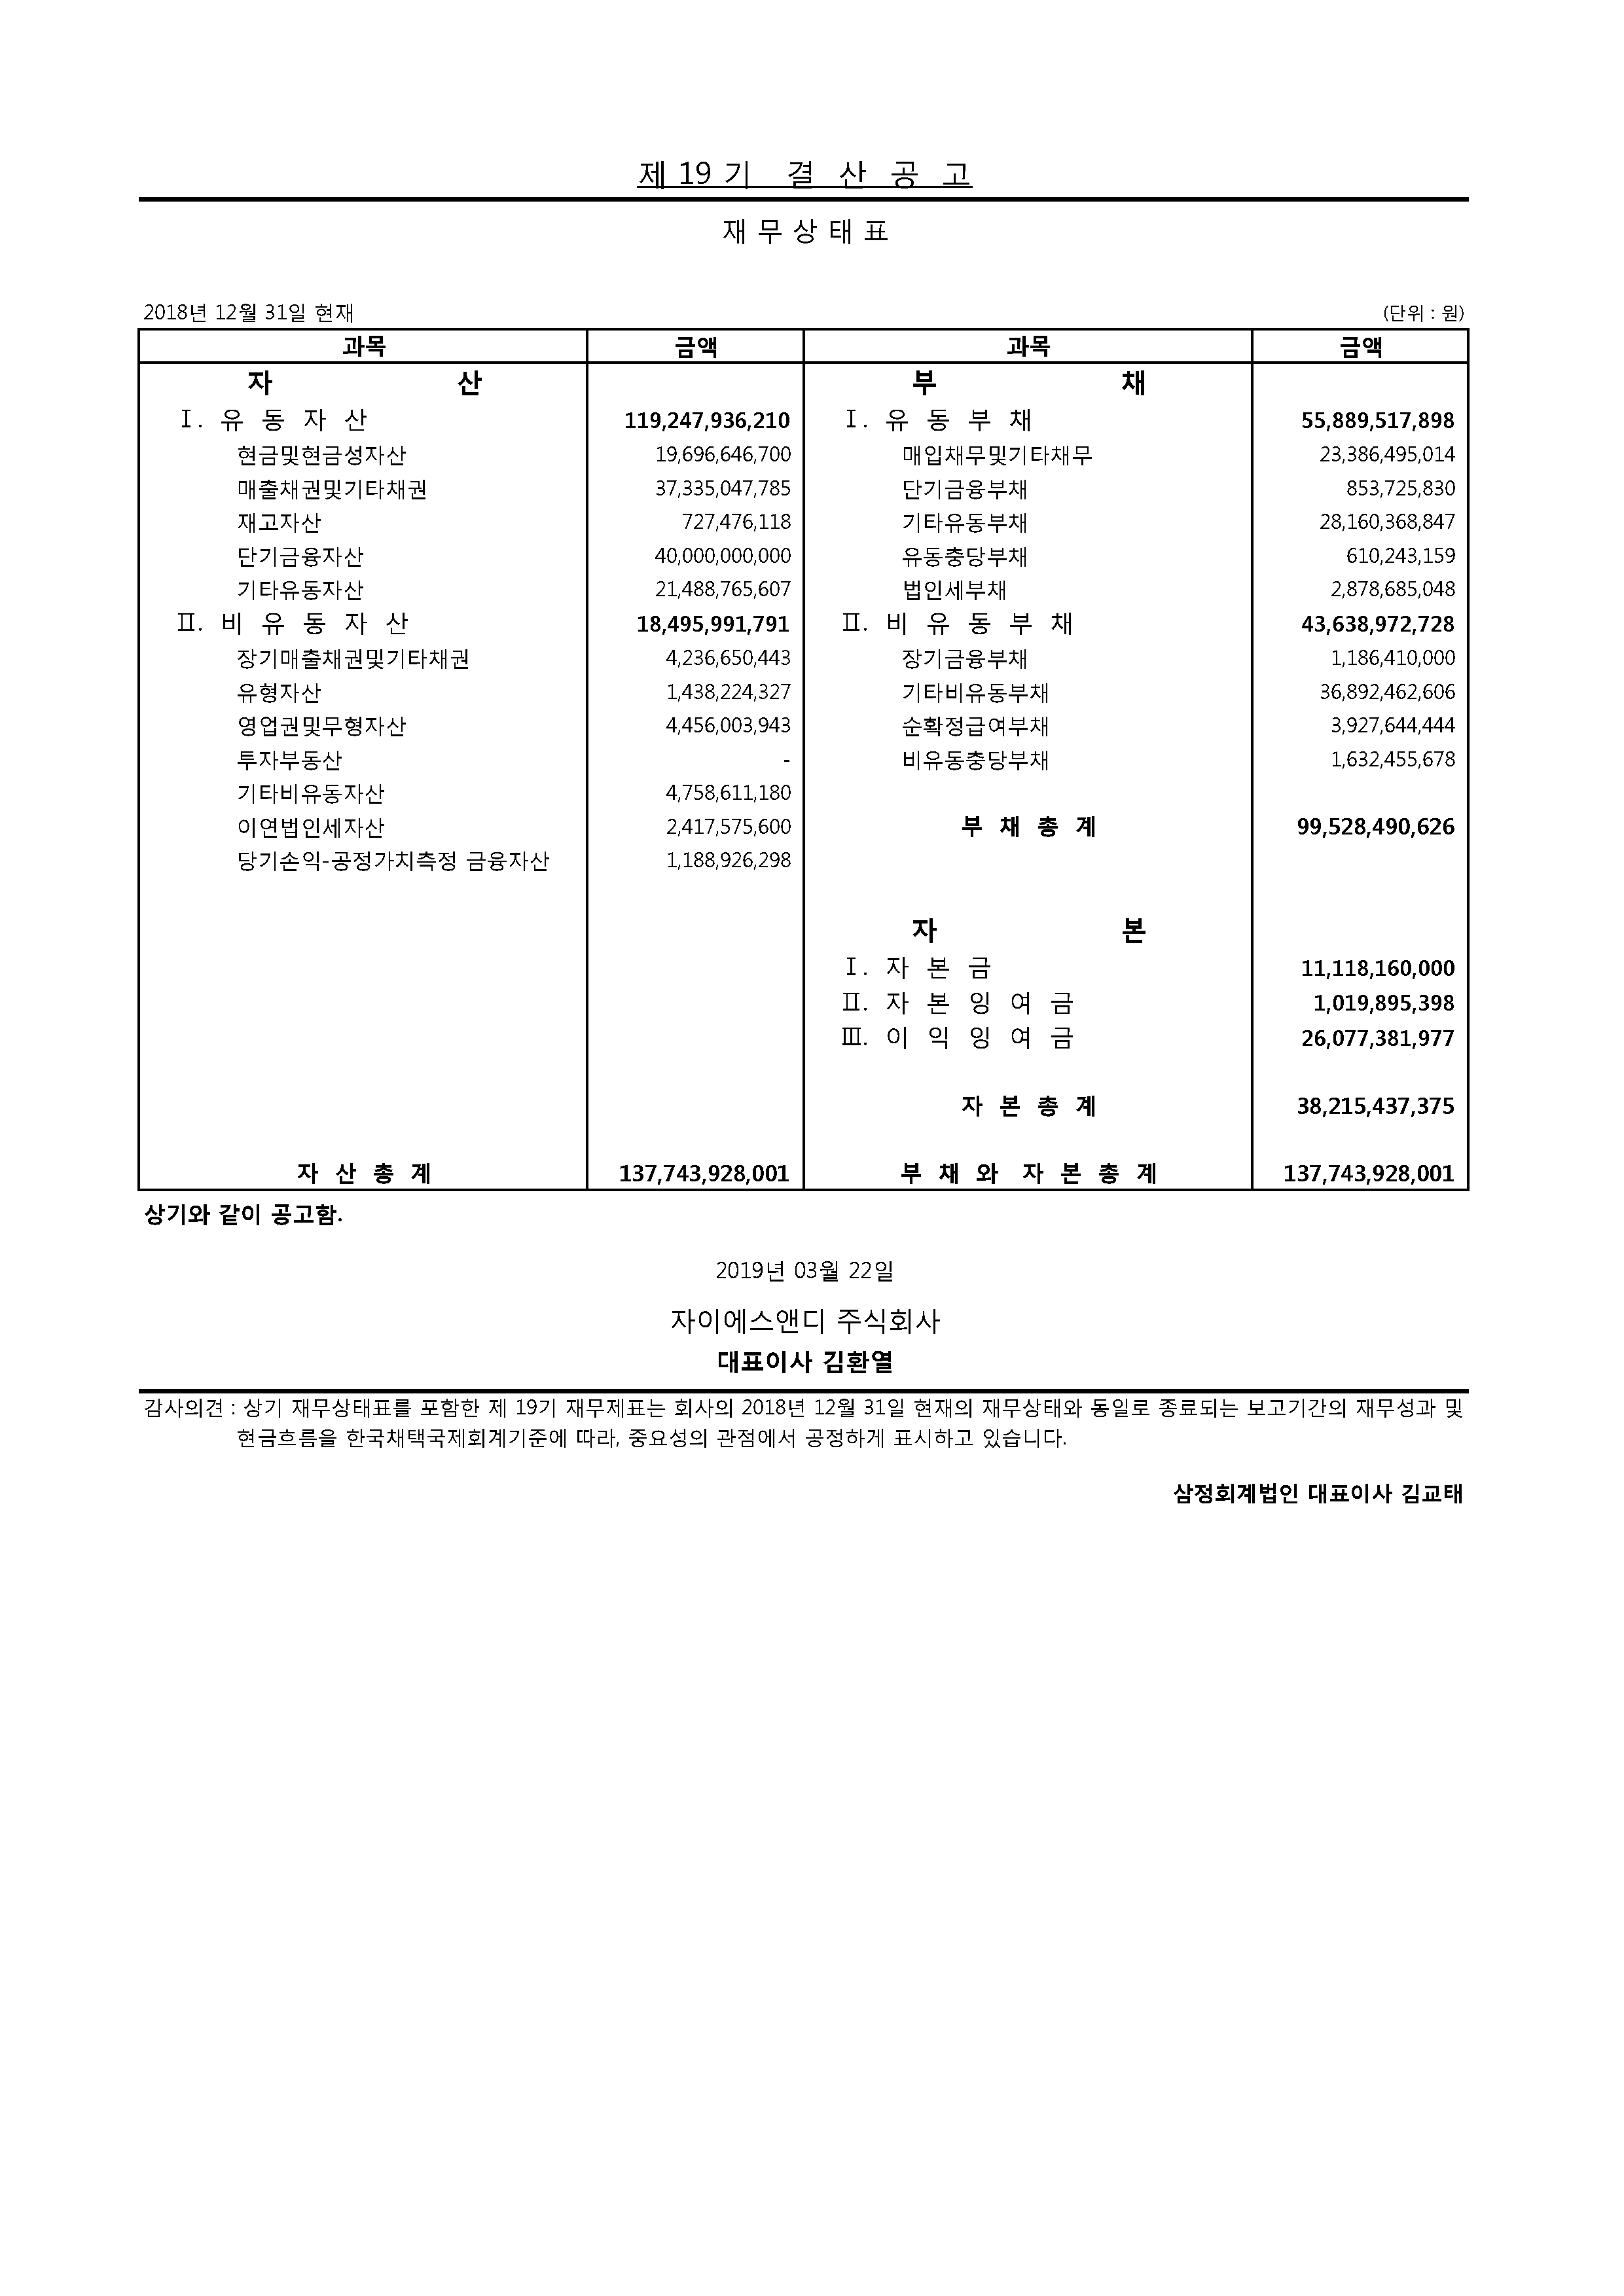 제 19 기 결 산 공 고
재 무 상 태 표
2018년 12월 31일 현재 (단위 : 원)
과목 금액 과목 금액
자 산 부 채
Ⅰ. 유 동 자 산 119,247,936,210 Ⅰ. 유 동 부 채 55,889,517,898
현금및현금성자산 19,696,646,700 매입채무및기타채무 23,386,495,014
매출채권및기타채권 37,335,047,785 단기금융부채 853,725,830
재고자산 727,476,118 기타유동부채 28,160,368,847
단기금융자산 40,000,000,000 유동충당부채 610,243,159
기타유동자산 21,488,765,607 법인세부채 2,878,685,048
Ⅱ. 비 유 동 자 산 18,495,991,791 Ⅱ. 비 유 동 부 채 43,638,972,728
장기매출채권및기타채권 4,236,650,443 장기금융부채 1,186,410,000
유형자산 1,438,224,327 기타비유동부채 36,892,462,606
영업권및무형자산 4,456,003,943 순확정급여부채 3,927,644,444
투자부동산 - 비유동충당부채 1,632,455,678
기타비유동자산 4,758,611,180
이연법인세자산 2,417,575,600 부 채 총 계 99,528,490,626
당기손익-공정가치측정 금융자산 1,188,926,298
자 본
Ⅰ. 자 본 금 11,118,160,000
Ⅱ. 자 본 잉 여 금 1,019,895,398
Ⅲ. 이 익 잉 여 금 26,077,381,977
자 본 총 계 38,215,437,375
자 산 총 계 137,743,928,001 부 채 와 자 본 총 계 137,743,928,001
상기와 같이 공고함.
2019년 03월 22일
자이에스앤디 주식회사
대표이사 김환열
감사의견 : 상기 재무상태표를 포함한 제 19기 재무제표는 회사의 2018년 12월 31일 현재의 재무상태와 동일로 종료되는 보고기간의 재무성과 및
현금흐름을 한국채택국제회계기준에 따라, 중요성의 관점에서 공정하게 표시하고 있습니다.
삼정회계법인 대표이사 김교태